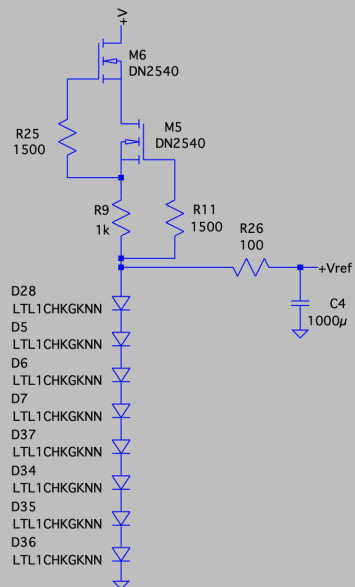 +V
M6
DN2540
M5
DN2540
R25
1500
R9
1k
R11
1500
R26
100
+Vref
C4
1000µ
D28
LTL1CHKGKNN
D5
LTL1CHKGKNN
D6
LTL1CHKGKNN
D7
LTL1CHKGKNN
D37
LTL1CHKGKNN
D34
LTL1CHKGKNN
D35
LTL1CHKGKNN
D36
LTL1CHKGKNN